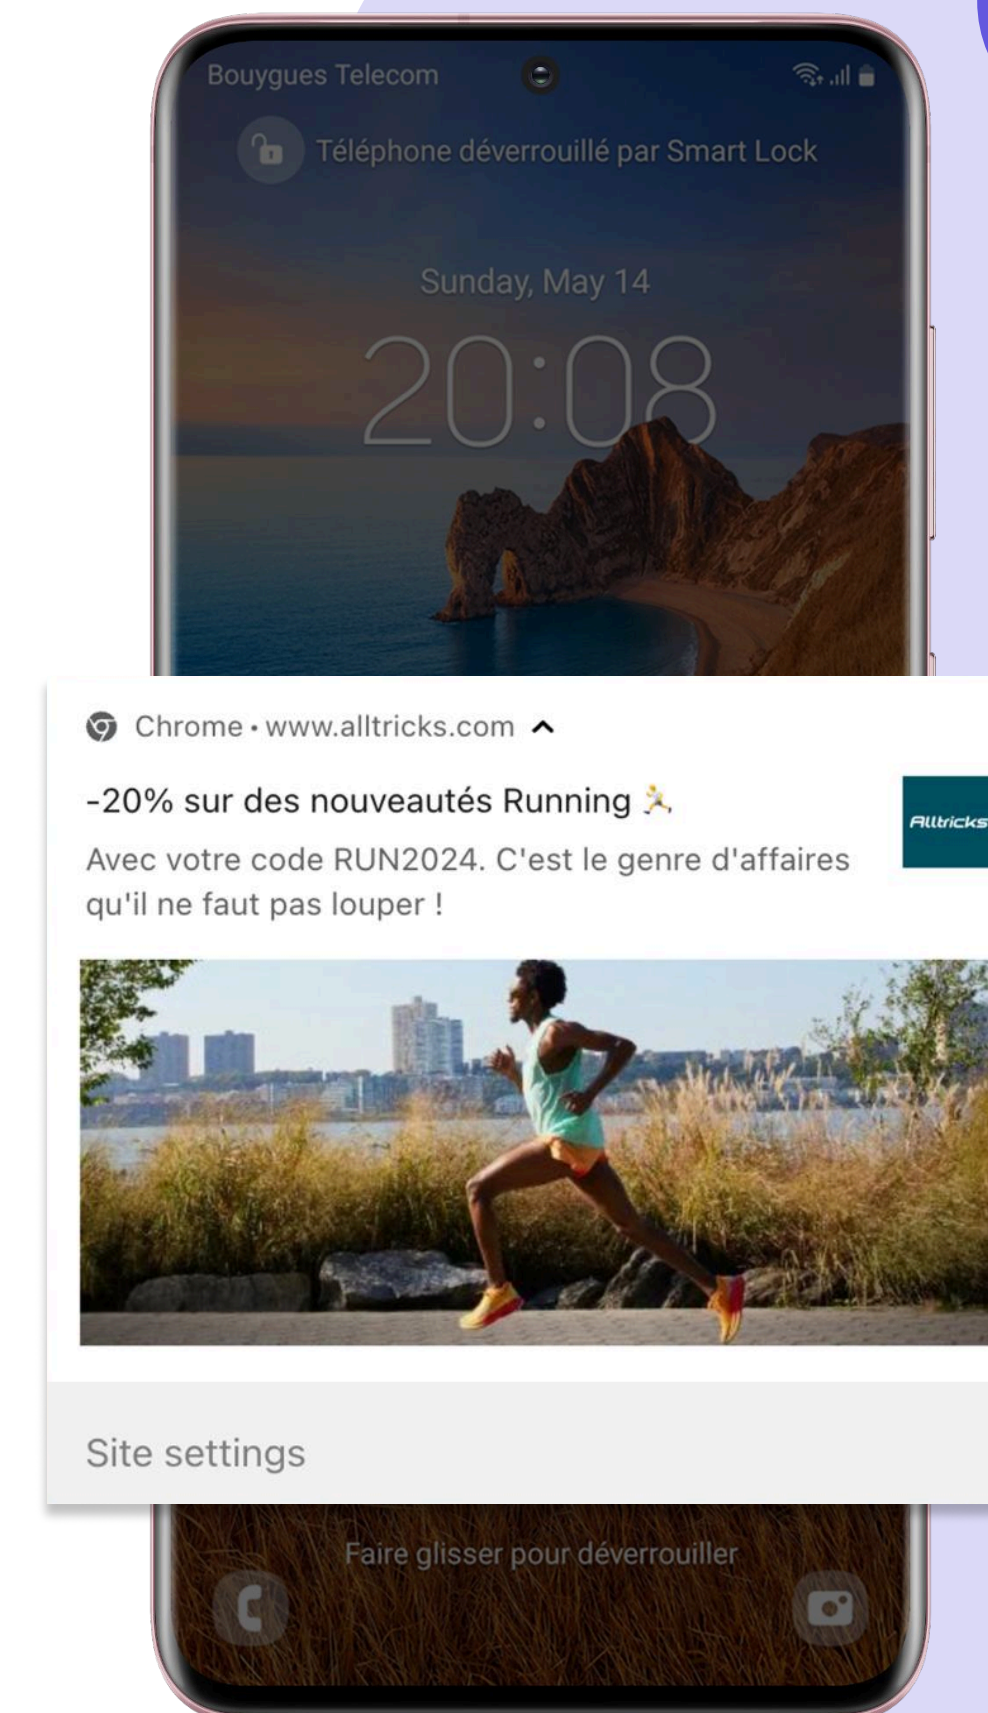 Bouygues Telecom
Téléphone déverrouillé par Smart Lock
Sunday, May 14
20:08
Chrome • www.alltricks.com
-20% sur des nouveautés Running 🏃
Alltricks
Avec votre code RUN2024. C'est le genre d'affaires
qu'il ne faut pas louper !
Site settings
Faire glisser pour déverrouiller